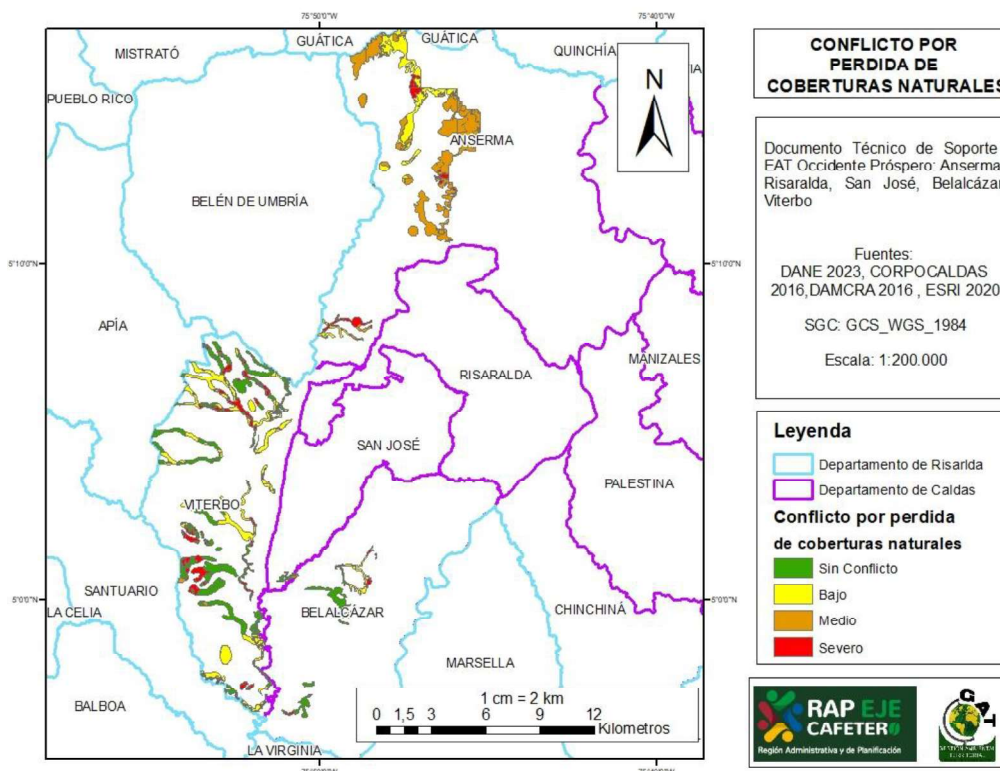 75°50'0"W
75°40'0"W
MISTRATÓ
GUÁTICA
GUÁTICA
QUINCHÍA
IA
PUEBLO RICO
N
ANSERMA
BELÉN DE UMBRÍA
5°10'0"N
5°10'0"N
APÍA
MANIZALES
RISARALDA
SAN JOSÉ
PALESTINA
VITERBO
SANTUARIO
5°0'0"N
5°0'0"N
LA CELIA
BELALCÁZAR
CHINCHINÁ
MARSELLA
BALBOA
1 cm = 2 km
0 1,5 3 6 9 12
Kilometros
LA VIRGINIA
CONFLICTO POR
PERDIDA DE
COBERTURAS NATURALES
Documento Técnico de Soporte
EAT Occidente Próspero: Anserma
Risaralda, San José, Belalcázar
Viterbo
Fuentes:
DANE 2023, CORPOCALDAS
2016,DAMCRA 2016 , ESRI 2020
SGC: GCS_WGS_1984
Escala: 1:200.000
Leyenda
Departamento de Risarlda
Departamento de Caldas
Conflicto por perdida
de coberturas naturales
Sin Conflicto
Bajo
Medio
Severo
RAP EJE
CAFETERO
Región Administrativa y de Planificación
GAT
GESTIÓN AMBIENTAL
TERRITORIAL